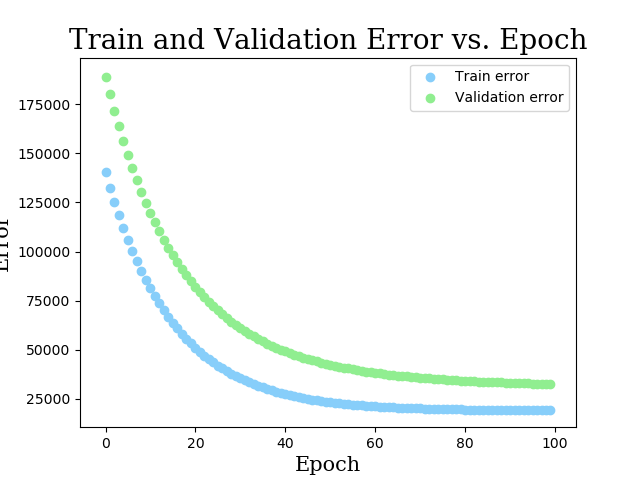 Train and Validation Error vs. Epoch
Train error
Validation error
175000
150000
125000
100000
75000
50000
25000
Error
0
20
40
60
80
100
Epoch